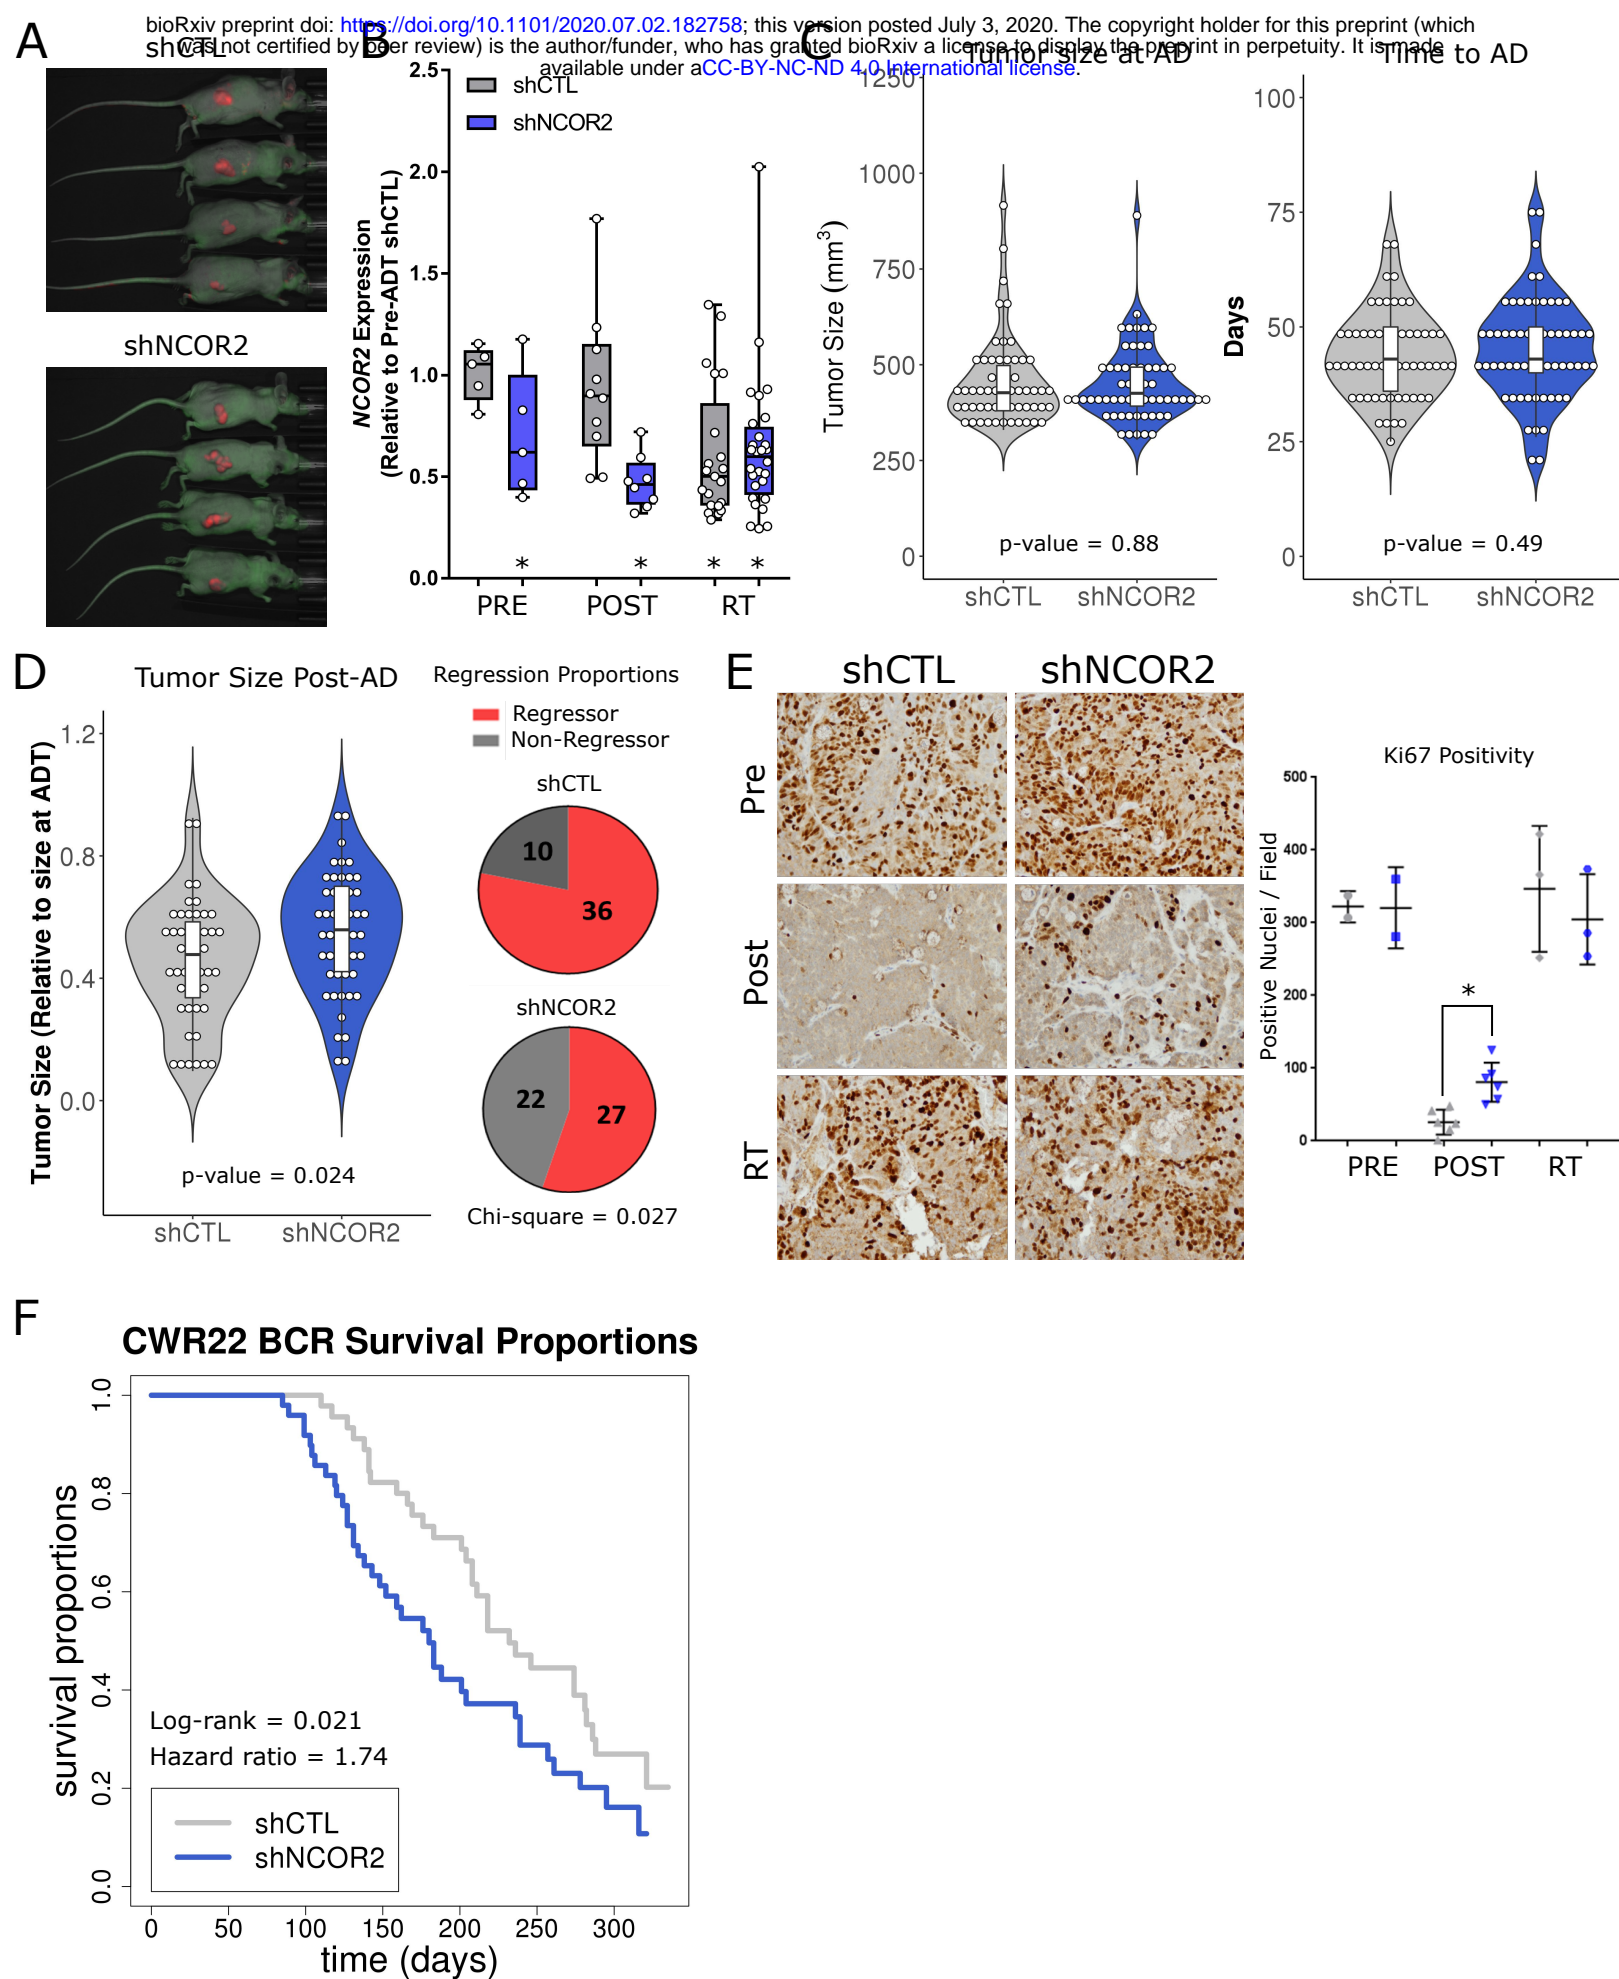 bioRxiv preprint doi: https://doi.org/10.1101/2020.07.02.182758; this version posted July 3, 2020. The copyright holder for this preprint (which
was not certified by peer review) is the author/funder, who has granted bioRxiv a license to display the preprint in perpetuity. It is made
available under aCC-BY-NC-ND 4.0 International license.
A
shCTL
shNCOR2
B
NCOR2 Expression
(Relative to Pre-ADT shCTL)
2.5
2.0
1.5
1.0
0.5
0.0
shCTL
shNCOR2
* * * *
PRE POST RT
C
Tumor size at AD
Tumor Size (mm3)
1250
1000
750
500
250
0
p-value = 0.88
shCTL shNCOR2
Time to AD
Days
100
75
50
25
0
p-value = 0.49
shCTL shNCOR2
D
Tumor Size Post-AD
Tumor Size (Relative to size at ADT)
1.2
0.8
0.4
0.0
p-value = 0.024
shCTL shNCOR2
Regression Proportions
Regressor
Non-Regressor
shCTL
10
36
shNCOR2
22
27
Chi-square = 0.027
E
shCTL shNCOR2
Pre
Post
RT
Ki67 Positivity
Positive Nuclei / Field
500
400
300
200
100
0
*
PRE POST RT
F
CWR22 BCR Survival Proportions
survival proportions
1.0
0.8
0.6
0.4
0.2
0.0
Log-rank = 0.021
Hazard ratio = 1.74
shCTL
shNCOR2
0 50 100 150 200 250 300
time (days)